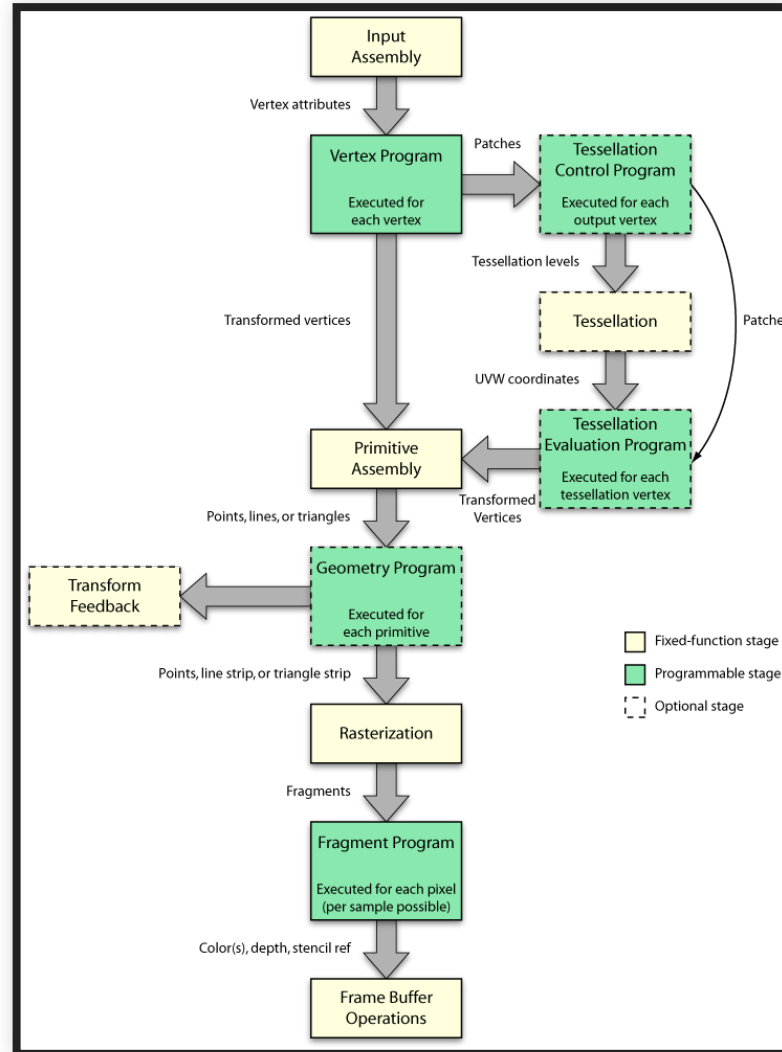 Input
Assembly
Vertex attributes
Vertex Program
Executed for
each vertex
Patches
Tessellation
Control Program
Executed for each
output vertex
Tessellation levels
Transformed vertices
Tessellation
Patche
UVW coordinates
Primitive
Assembly
Tessellation
Evaluation Program
Executed for each
tessellation vertex
Transformed
Vertices
Points, lines, or triangles
Transform
Feedback
Geometry Program
Executed for
each primitive
Fixed-function stage
Programmable stage
Optional stage
Points, line strip, or triangle strip
Rasterization
Fragments
Fragment Program
Executed for each pixel
(per sample possible)
Color(s), depth, stencil ref
Frame Buffer
Operations